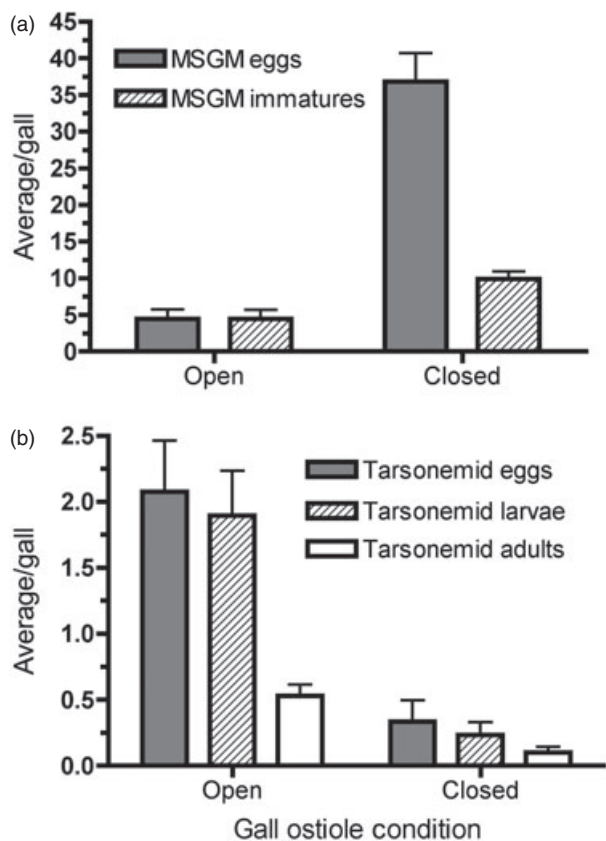 (a)
MSGM eggs
MSGM immatures
Average/gall
45
40
35
30
25
20
15
10
5
0
Open Closed
(b)
Tarsonemid eggs
Tarsonemid larvae
Tarsonemid adults
Average/gall
2.5
2.0
1.5
1.0
0.5
0.0
Open Closed
Gall ostiole condition